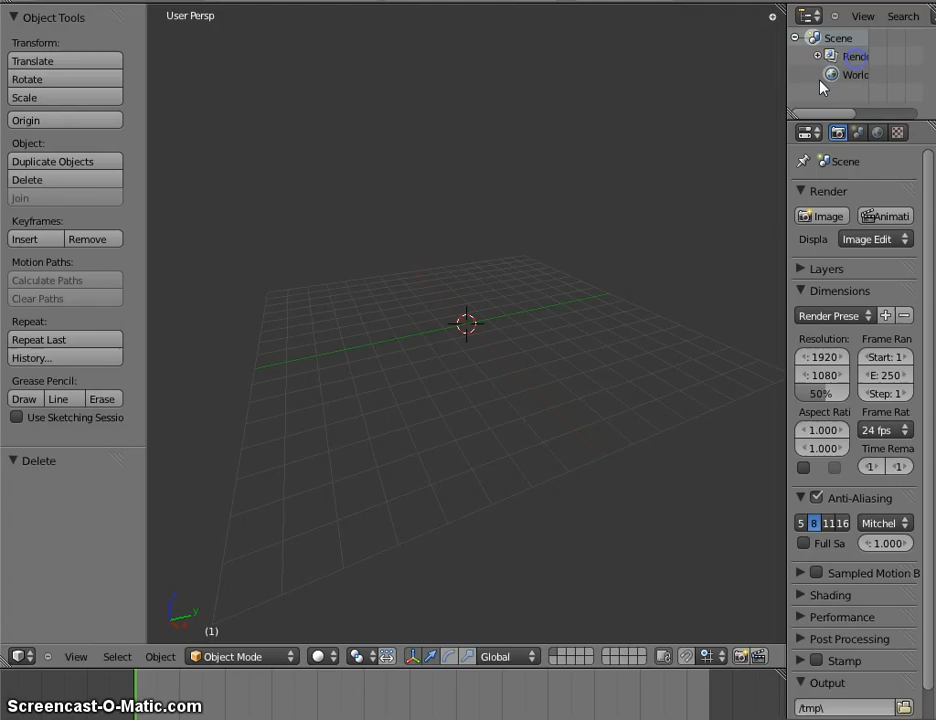 Object Tools
Transform:
Translate
Rotate
Scale
Origin
Object:
Duplicate Objects
Delete
Join
Keyframes:
Insert Remove
Motion Paths:
Calculate Paths
Clear Paths
Repeat:
Repeat Last
History...
Grease Pencil:
Draw Line Erase
Use Sketching Sessio
Delete
User Persp
(1)
View Select Object Object Mode Global
View Search
Scene
Rende
World
Scene
Render
Image Animati
Displa Image Edit
Layers
Dimensions
Render Prese
Resolution: Frame Ran
: 1920 Start: 1
: 1080 E: 250
50% Step: 1
Aspect Rati Frame Rat
1.000 24 fps
1.000 Time Rema
1 1
Anti-Aliasing
5 8 11 16 Mitchel
Full Sa : 1.000
Sampled Motion B
Shading
Performance
Post Processing
Stamp
Output
/tmp\
Screencast-O-Matic.com